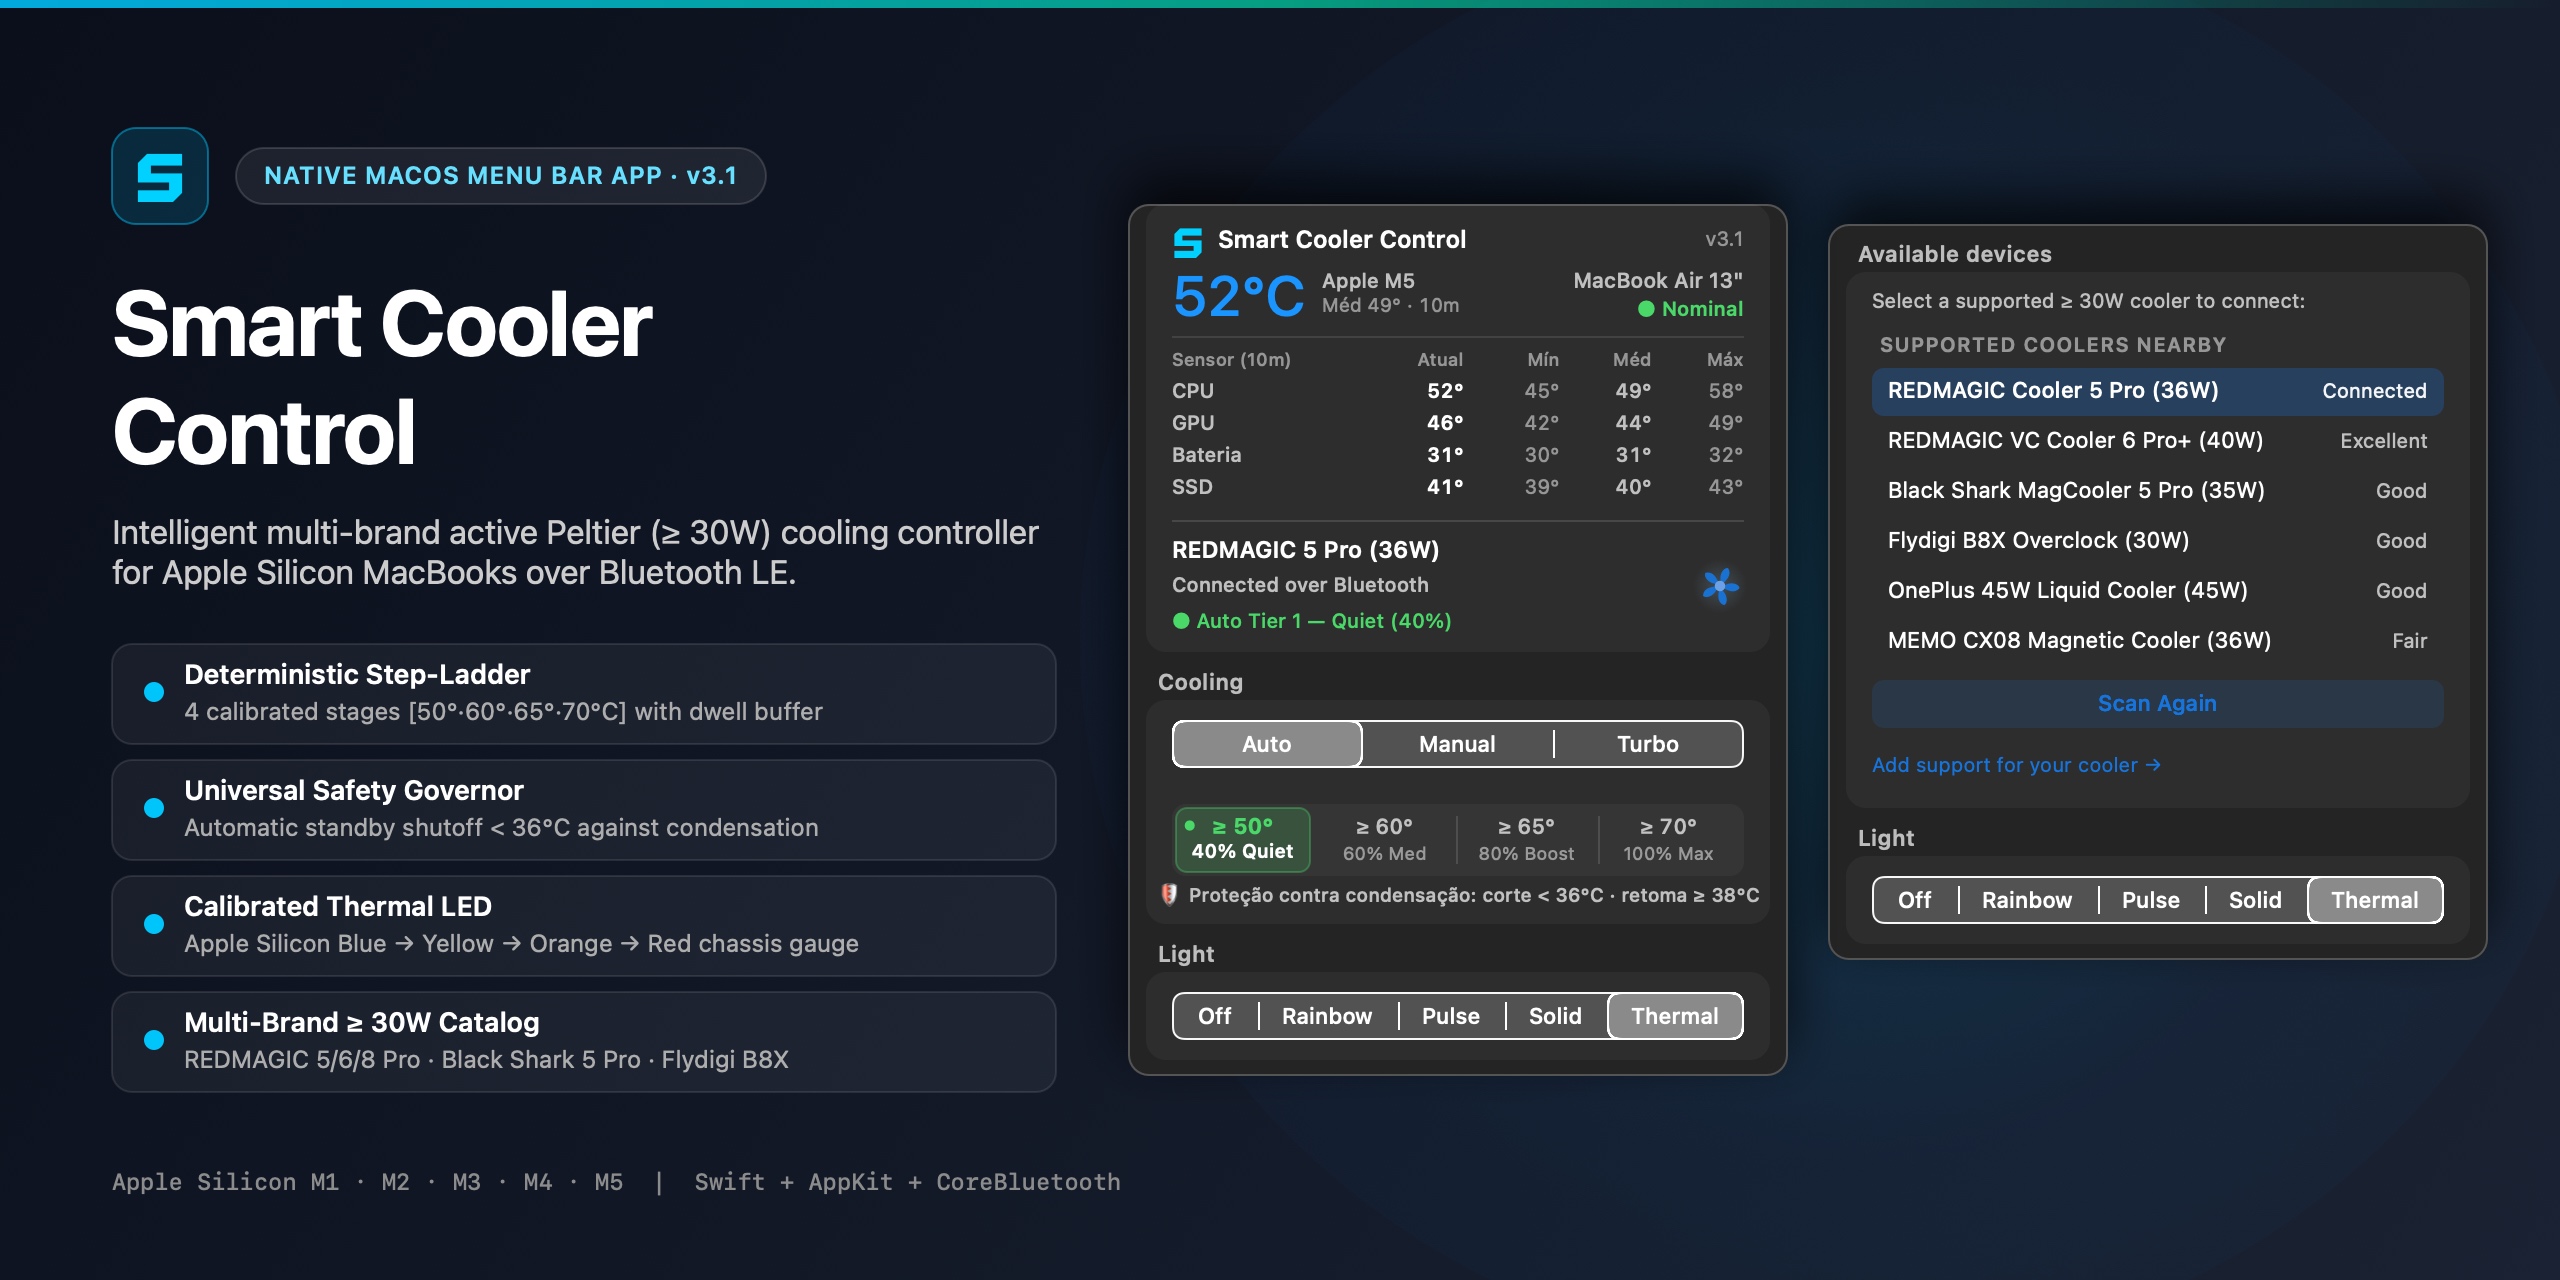 NATIVE MACOS MENU BAR APP · v3.1
Smart Cooler
Control
Intelligent multi-brand active Peltier (≥ 30W) cooling controller
for Apple Silicon MacBooks over Bluetooth LE.
Deterministic Step-Ladder
4 calibrated stages [50°·60°·65°·70°C] with dwell buffer
Universal Safety Governor
Automatic standby shutoff < 36°C against condensation
Calibrated Thermal LED
Apple Silicon Blue → Yellow → Orange → Red chassis gauge
Multi-Brand ≥ 30W Catalog
REDMAGIC 5/6/8 Pro · Black Shark 5 Pro · Flydigi B8X
Apple Silicon M1 · M2 · M3 · M4 · M5 | Swift + AppKit + CoreBluetooth
Smart Cooler Control v3.1
52°C Apple M5 MacBook Air 13"
Méd 49° · 10m Nominal
Sensor (10m) Atual Mín Méd Máx
CPU 52° 45° 49° 58°
GPU 46° 42° 44° 49°
Bateria 31° 30° 31° 32°
SSD 41° 39° 40° 43°
REDMAGIC 5 Pro (36W)
Connected over Bluetooth
Auto Tier 1 — Quiet (40%)
Cooling
Auto Manual Turbo
≥ 50° ≥ 60° ≥ 65° ≥ 70°
40% Quiet 60% Med 80% Boost 100% Max
Proteção contra condensação: corte < 36°C · retoma ≥ 38°C
Light
Off Rainbow Pulse Solid Thermal
Available devices
Select a supported ≥ 30W cooler to connect:
SUPPORTED COOLERS NEARBY
REDMAGIC Cooler 5 Pro (36W) Connected
REDMAGIC VC Cooler 6 Pro+ (40W) Excellent
Black Shark MagCooler 5 Pro (35W) Good
Flydigi B8X Overclock (30W) Good
OnePlus 45W Liquid Cooler (45W) Good
MEMO CX08 Magnetic Cooler (36W) Fair
Scan Again
Add support for your cooler →
Light
Off Rainbow Pulse Solid Thermal